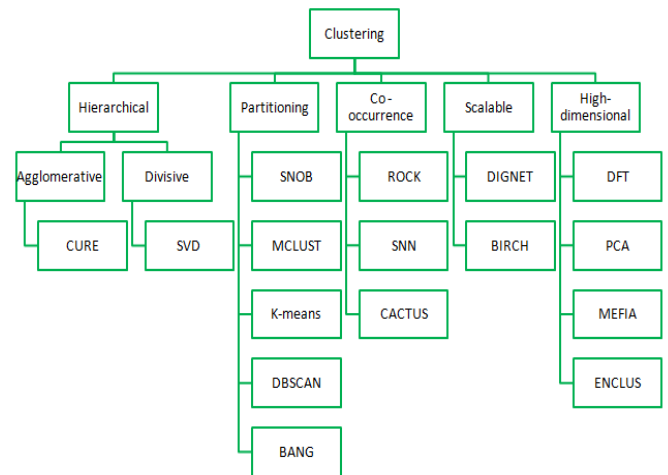 Clustering
Hierarchical
Partitioning
Co-
occurrence
Scalable
High-
dimensional
Agglomerative
Divisive
SNOB
ROCK
DIGNET
DFT
CURE
SVD
MCLUST
SNN
BIRCH
PCA
K-means
CACTUS
MEFIA
DBSCAN
ENCLUS
BANG